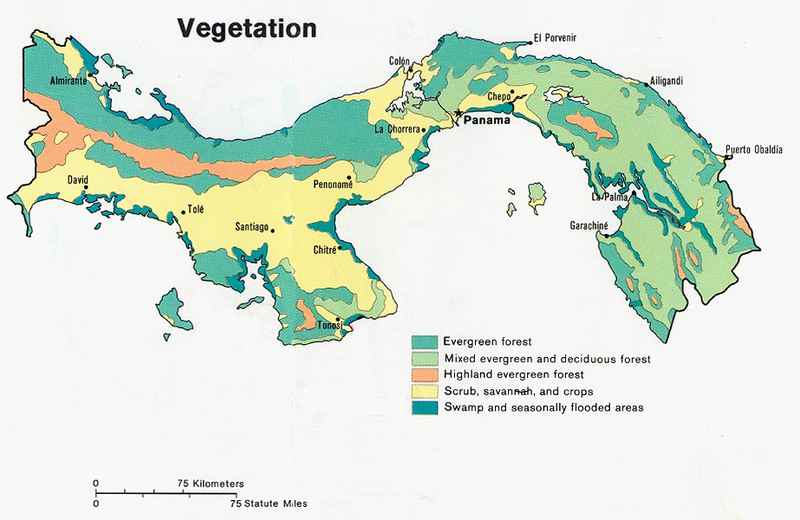 Vegetation
El Porvenir
Colón
Almirante
Ailigandi
Chepo
Panama
La Chorrera
Puerto Obaldía
David
Penonomé
La Palma
Tolé
Santiago
Garachiné
Chitré
Tonosí
Evergreen forest
Mixed evergreen and deciduous forest
Highland evergreen forest
Scrub, savannah, and crops
Swamp and seasonally flooded areas
0 75 Kilometers
0 75 Statute Miles